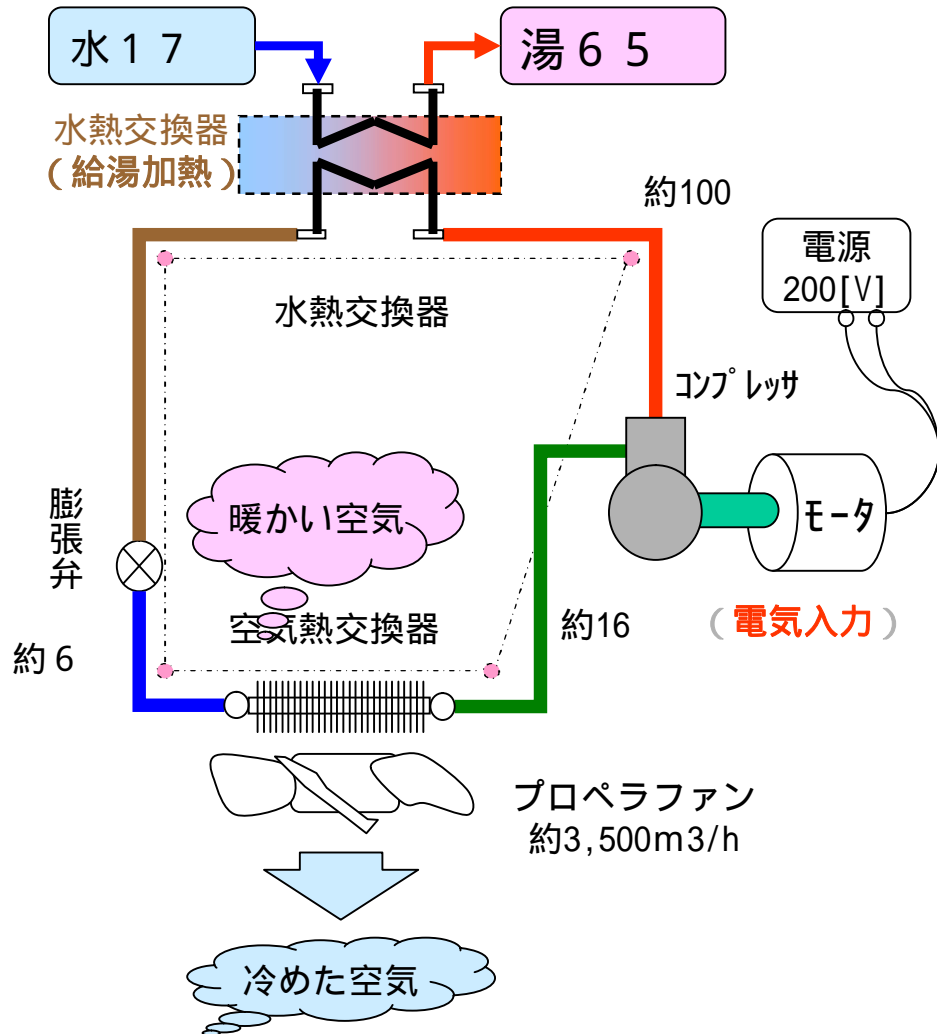 水１７
湯６５
水熱交換器
（給湯加熱）
約100
電源
200[V]
水熱交換器
ｺﾝﾌﾟﾚｯｻ
膨張弁
暖かい空気
モータ
空気熱交換器
約16
（電気入力）
約６
プロペラファン
約3,500m3/h
冷めた空気